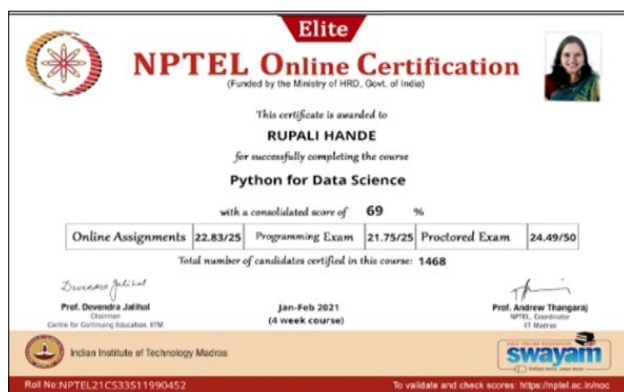 Elite
NPTEL Online Certification
(Funded by the Ministry of HRD, Govt. of India)
This certificate is awarded to
RUPALI HANDE
for successfully completing the course
Python for Data Science
with a consolidated score of 69 %
Online Assignments 22.83/25 Programming Exam 21.75/25 Proctored Exam 24.49/50
Total number of candidates certified in this course: 1468
Devendra Jalihal
Prof. Devendra Jalihal
Chairman
Centre for Continuing Education, IITM
Jan-Feb 2021
(4 week course)
Prof. Andrew Thangaraj
NPTEL, Coordinator
IIT Madras
Indian Institute of Technology Madras
swayam
Roll No:NPTEL21CS33S11990452
To validate and check scores: https://nptel.ac.in/noc